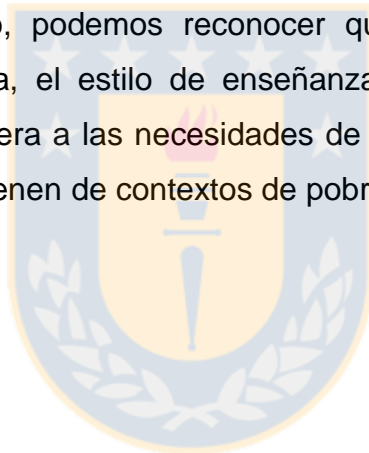 , podemos reconocer qu
a, el estilo de enseñanza
era a las necesidades de
enen de contextos de pobr